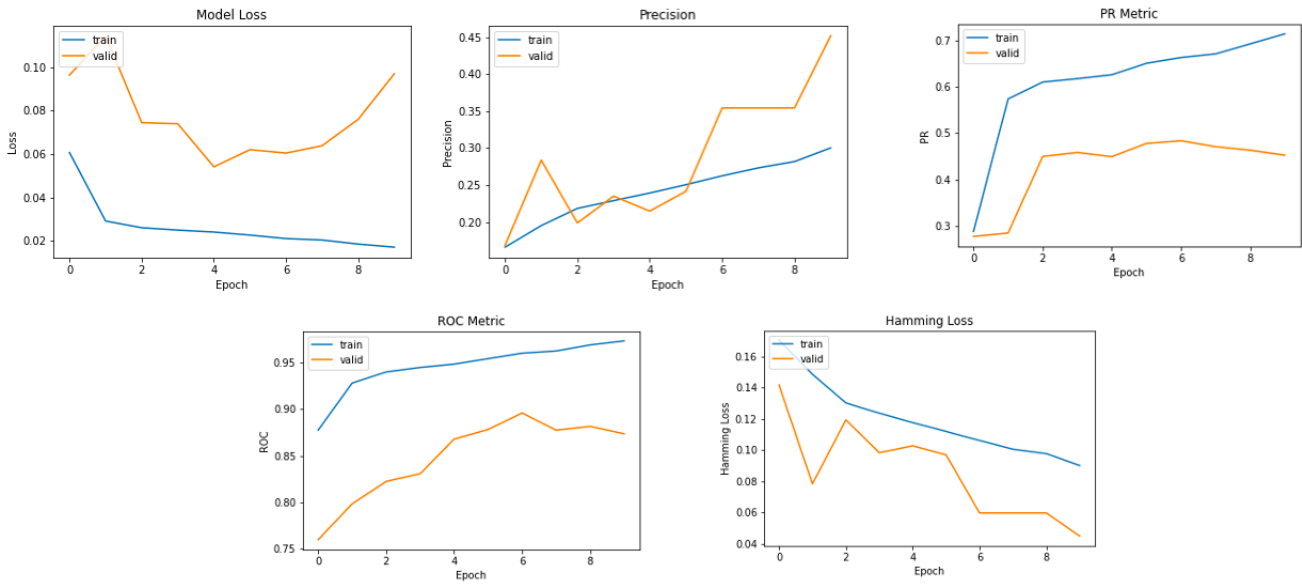 Model Loss
train
valid
0.10
0.08
0.06
0.04
0.02
Loss
0 2 4 6 8
Epoch
Precision
train
valid
0.45
0.40
0.35
0.30
0.25
0.20
Precision
0 2 4 6 8
Epoch
PR Metric
train
valid
0.7
0.6
0.5
0.4
0.3
PR
0 2 4 6 8
Epoch
ROC Metric
train
valid
0.95
0.90
0.85
0.80
0.75
ROC
0 2 4 6 8
Epoch
Hamming Loss
train
valid
0.16
0.14
0.12
0.10
0.08
0.06
0.04
Hamming Loss
0 2 4 6 8
Epoch